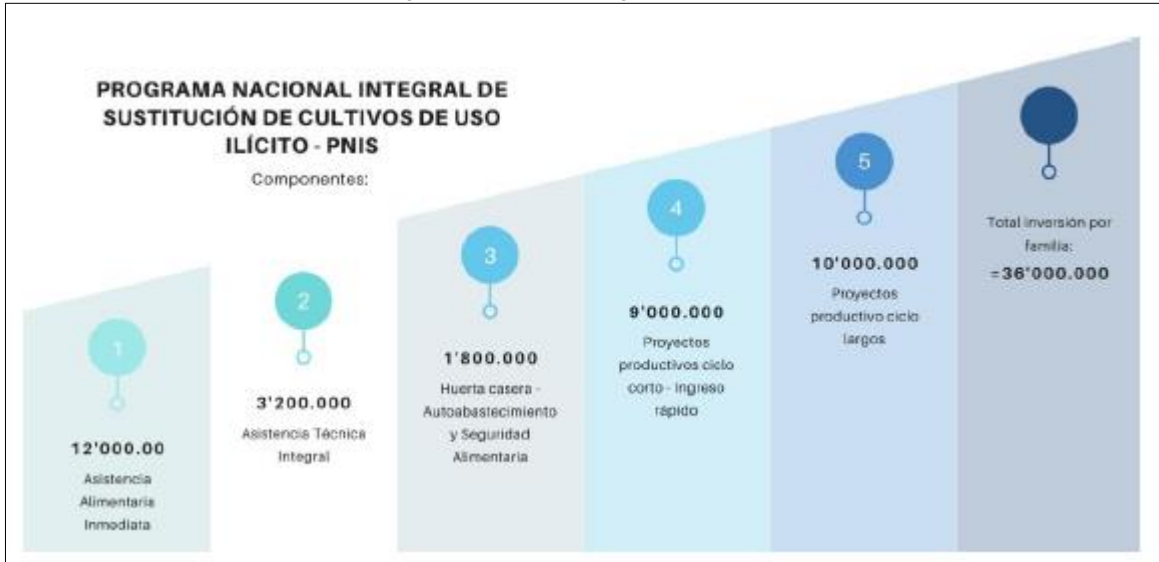 PROGRAMA NACIONAL INTEGRAL DE
SUSTITUCIÓN DE CULTIVOS DE USO
ILÍCITO - PNIS
Componentes:
1
12'000.00
Asistencia
Alimentaria
Inmediata
2
3'200.000
Asistencia Técnica
Integral
3
1'800.000
Huerta casera -
Autoabastecimiento
y Seguridad
Alimentaria
4
9'000.000
Proyectos
productivos ciclo
corto - Ingreso
rápido
5
10'000.000
Proyectos
productivo ciclo
largos
Total inversión por
familia:
=36'000.000